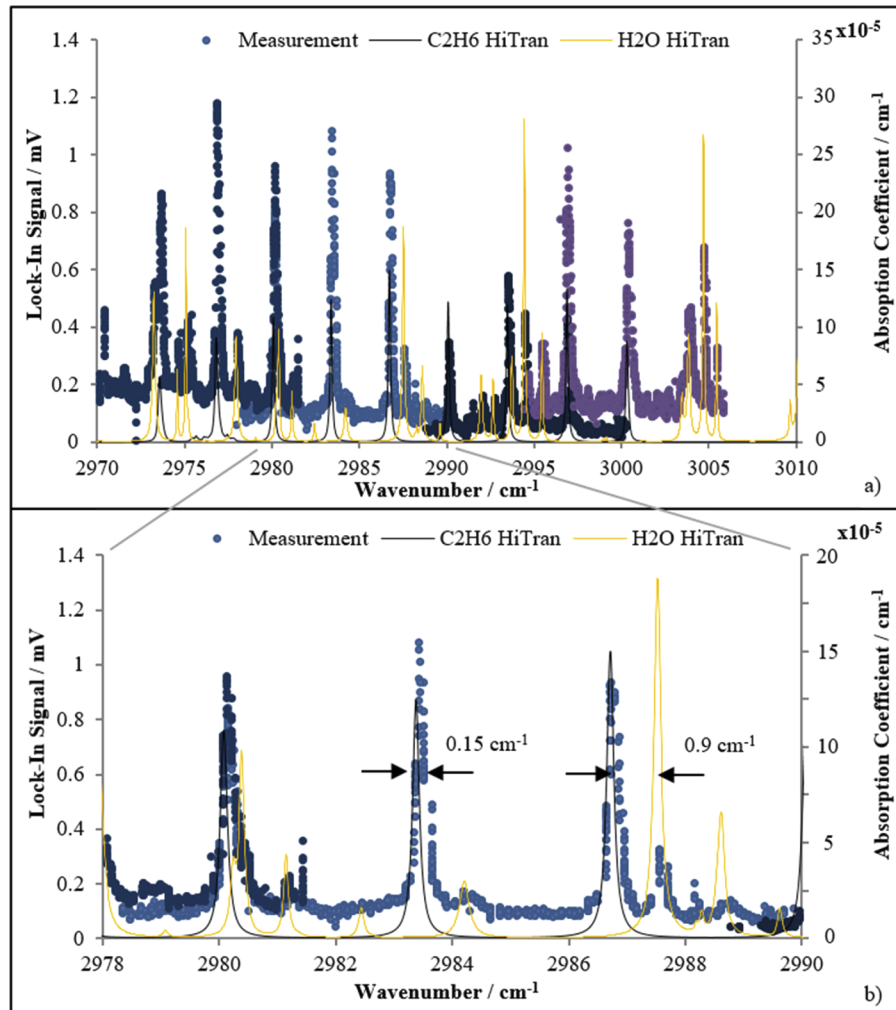 x10-5
Measurement C2H6 HiTran H2O HiTran
1.4 1.2 1 0.8 0.6 0.4 0.2 0
Lock-In Signal / mV
35 30 25 20 15 10 5 0
Absoption Coefficient / cm-1
2970 2975 2980 2985 2990 2995 3000 3005 3010
Wavenumber / cm-1
a)
x10-5
Measurement C2H6 HiTran H2O HiTran
1.4 1.2 1 0.8 0.6 0.4 0.2 0
Lock-In Signal / mV
0.15 cm-1
0.9 cm-1
20 15 10 5 0
Absorption Coefficient / cm-1
2978 2980 2982 2984 2986 2988 2990
Wavenumber / cm-1
b)